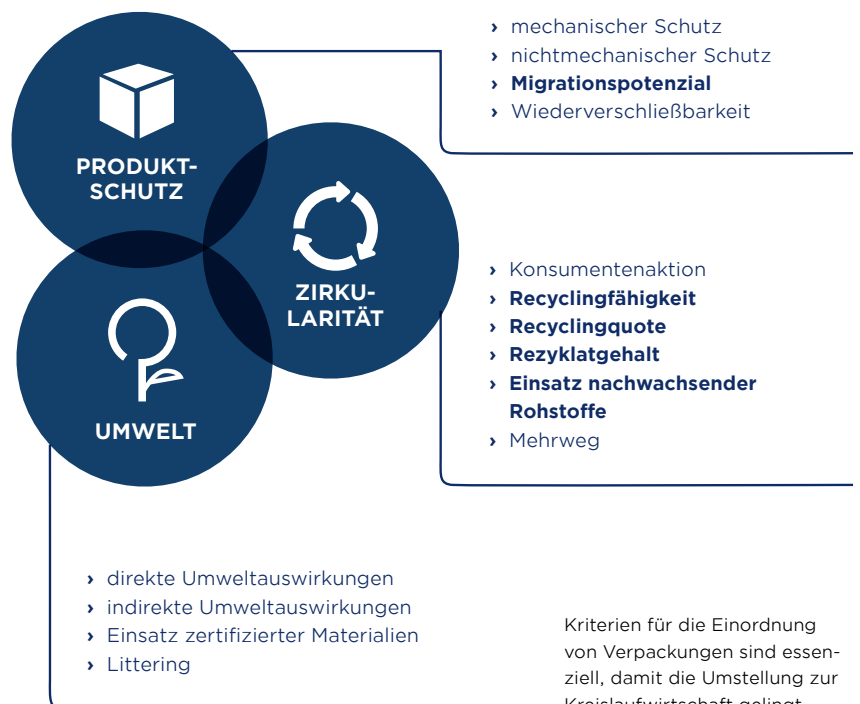 › mechanischer Schutz
› nichtmechanischer Schutz
› Migrationspotenzial
› Wiederverschließbarkeit
PRODUKT-
SCHUTZ
ZIRKU-
LARITÄT
› Konsumentenaktion
› Recyclingfähigkeit
› Recyclingquote
› Rezyklatgehalt
› Einsatz nachwachsender
Rohstoffe
› Mehrweg
UMWELT
› direkte Umweltauswirkungen
› indirekte Umweltauswirkungen
› Einsatz zertifizierter Materialien
› Littering
Kriterien für die Einordnung
von Verpackungen sind essen-
ziell, damit die Umstellung zur
Kreislaufwirtschaft gelingt